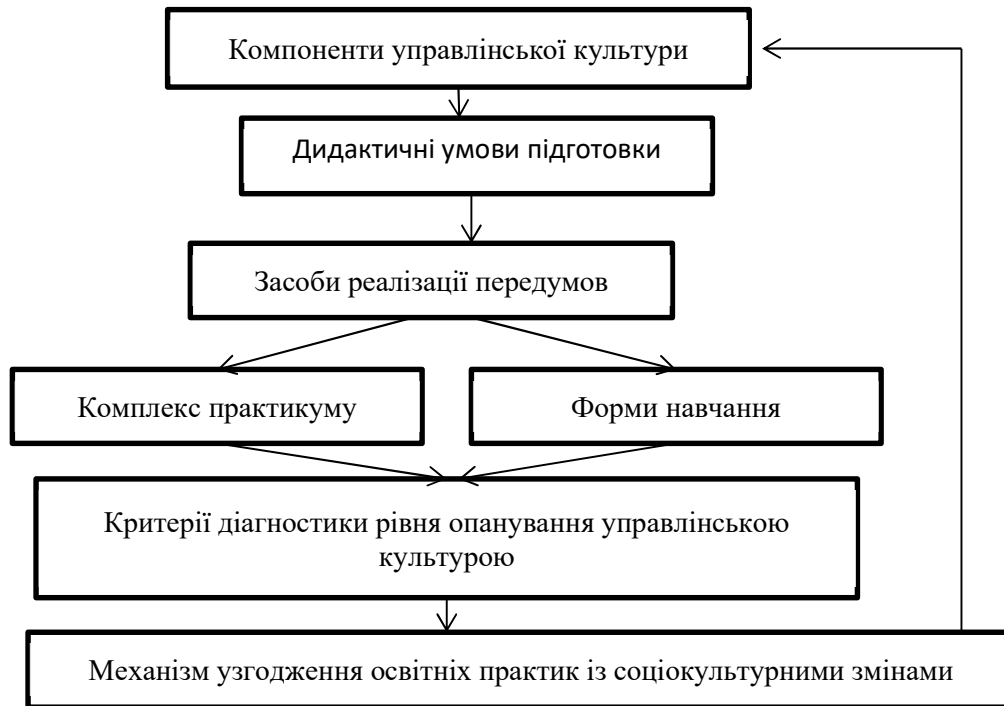 Компоненти управлінської культури
Дидактичні умови підготовки
Засоби реалізації передумов
Комплекс практикуму
Форми навчання
Критерії діагностики рівня опанування управлінською
культурою
Механізм узгодження освітніх практик із соціокультурними змінами